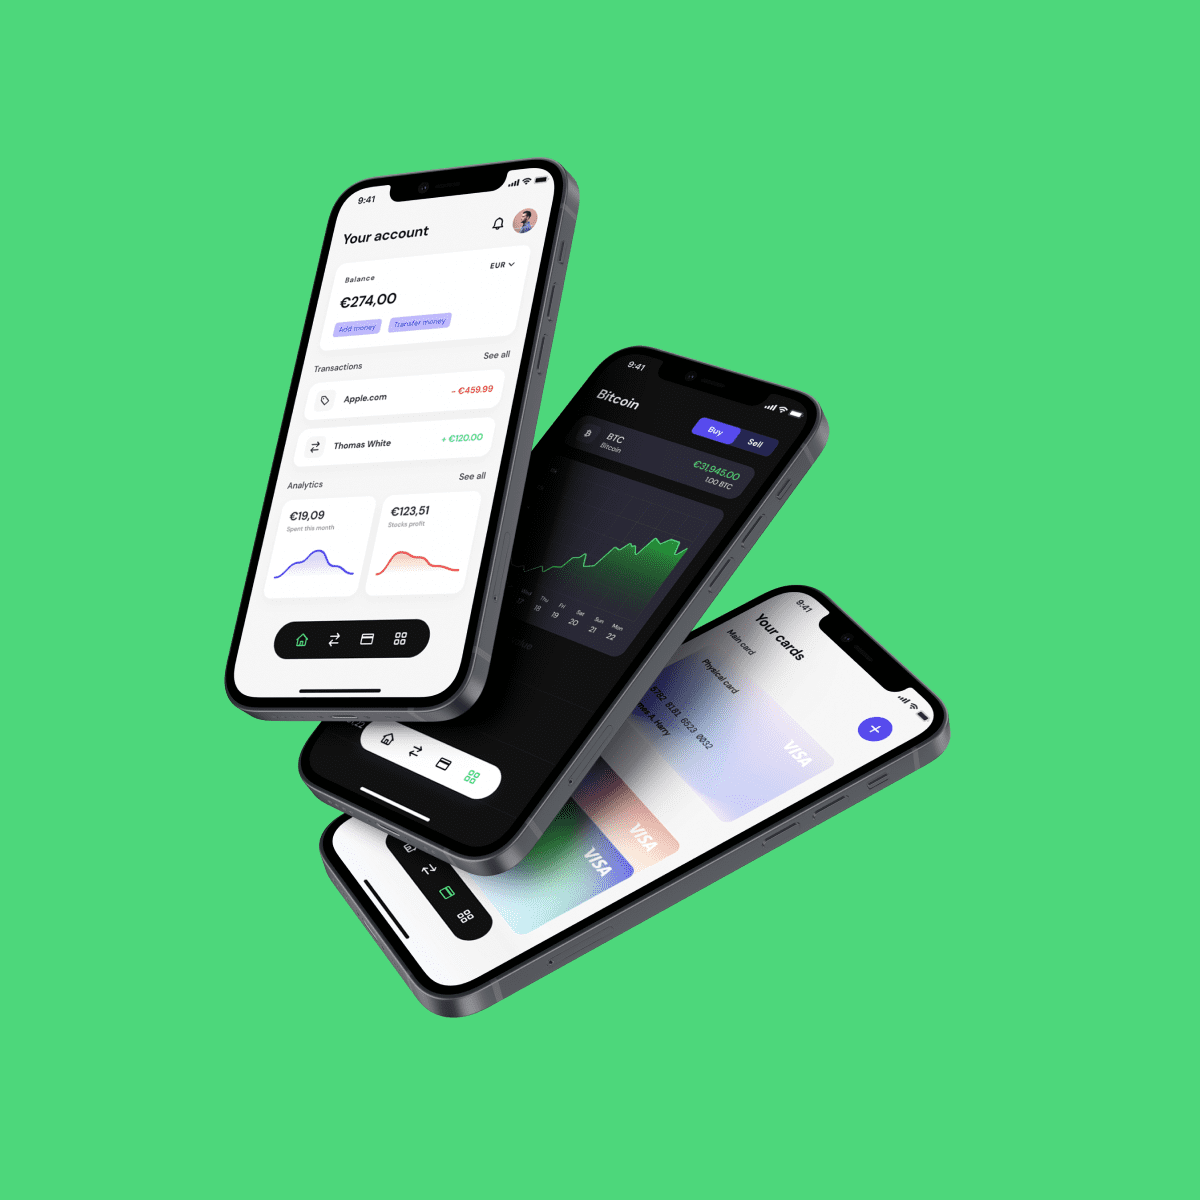 9:41
Your account
Balance
EUR
€274,00
Add money
Transfer money
Transactions
See all
Apple.com
- €459.99
Thomas White
+ €120.00
Analytics
See all
€19,09
Spent this month
€123,51
Stocks profit
9:41
Bitcoin
Buy
Sell
BTC
Bitcoin
€31,945.00
1,00 BTC
Wed Thu Fri Sat Sun Mon
17 18 19 20 21 22
9:41
Your cards
Main card
Physical card
8181 6523 0032
A. Harry
VISA
VISA
VISA